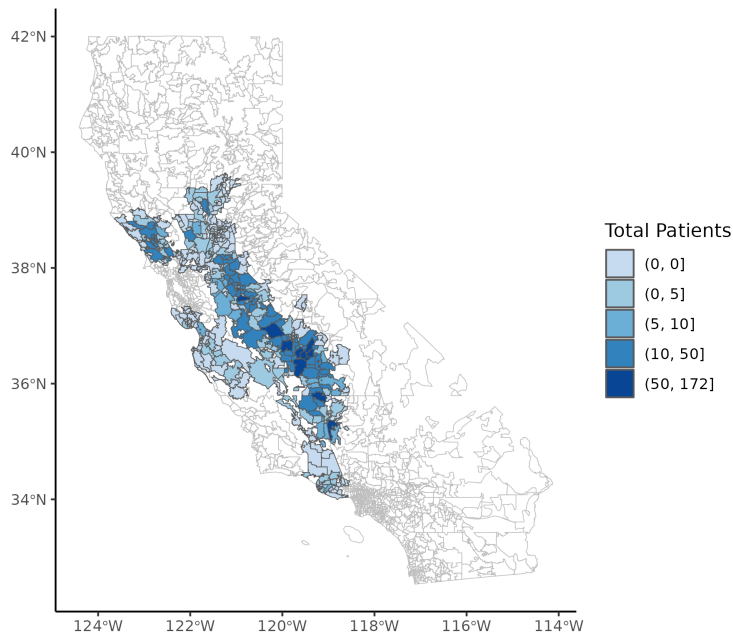 42°N
40°N
38°N
36°N
34°N
124°W
122°W
120°W
118°W
116°W
114°W
Total Patients
(0, 0]
(0, 5]
(5, 10]
(10, 50]
(50, 172]